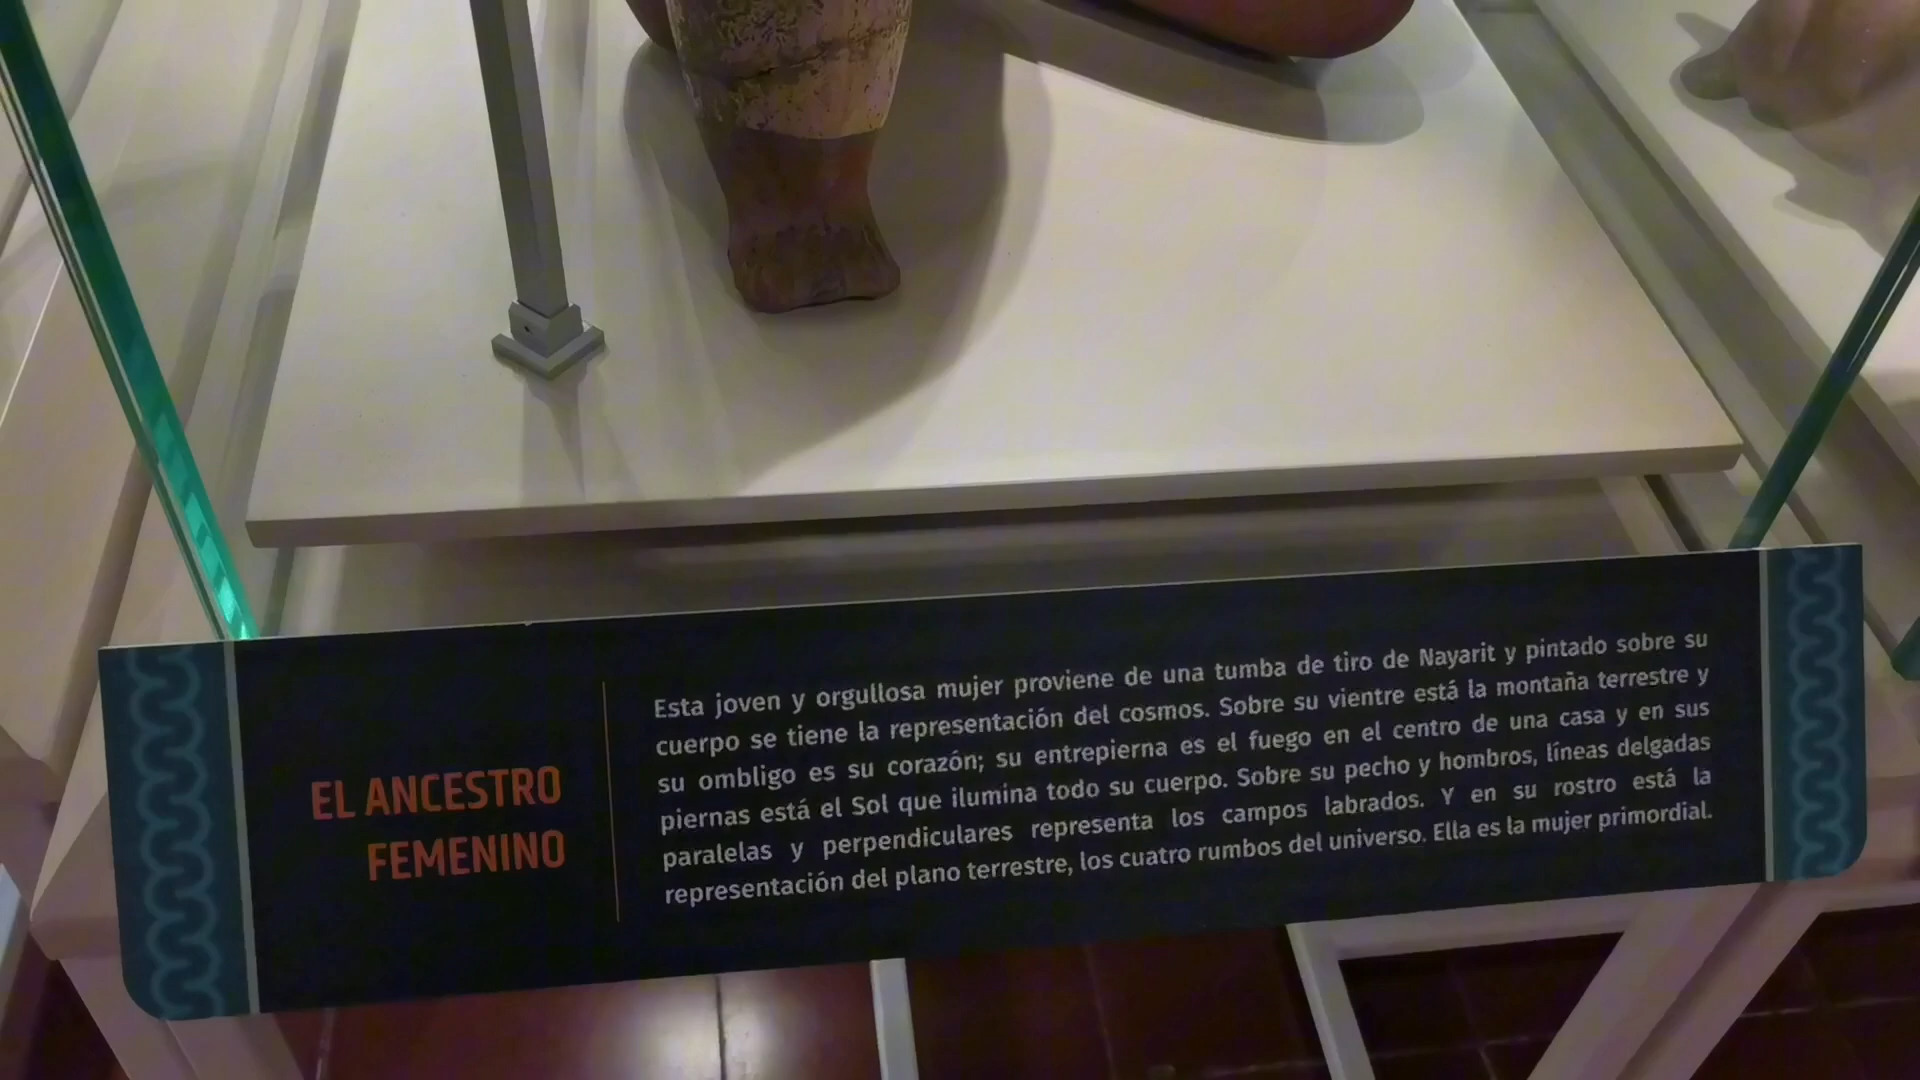 EL ANCESTRO
FEMENINO
Esta joven y orgullosa mujer proviene de una tumba de tiro de Nayarit y pintado sobre su
cuerpo se tiene la representación del cosmos. Sobre su vientre está la montaña terrestre y
su ombligo es su corazón; su entrepierna es el fuego en el centro de una casa y en sus
piernas está el Sol que ilumina todo su cuerpo. Sobre su pecho y hombros, líneas delgadas
paralelas y perpendiculares representa los campos labrados. Y en su rostro está la
representación del plano terrestre, los cuatro rumbos del universo. Ella es la mujer primordial.